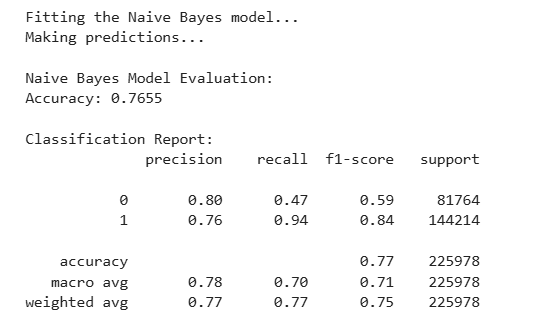 Fitting the Naive Bayes model...
Making predictions...
Naive Bayes Model Evaluation:
Accuracy: 0.7655
Classification Report:
precision recall f1-score support
0 0.80 0.47 0.59 81764
1 0.76 0.94 0.84 144214
accuracy 0.77 225978
macro avg 0.78 0.70 0.71 225978
weighted avg 0.77 0.77 0.75 225978